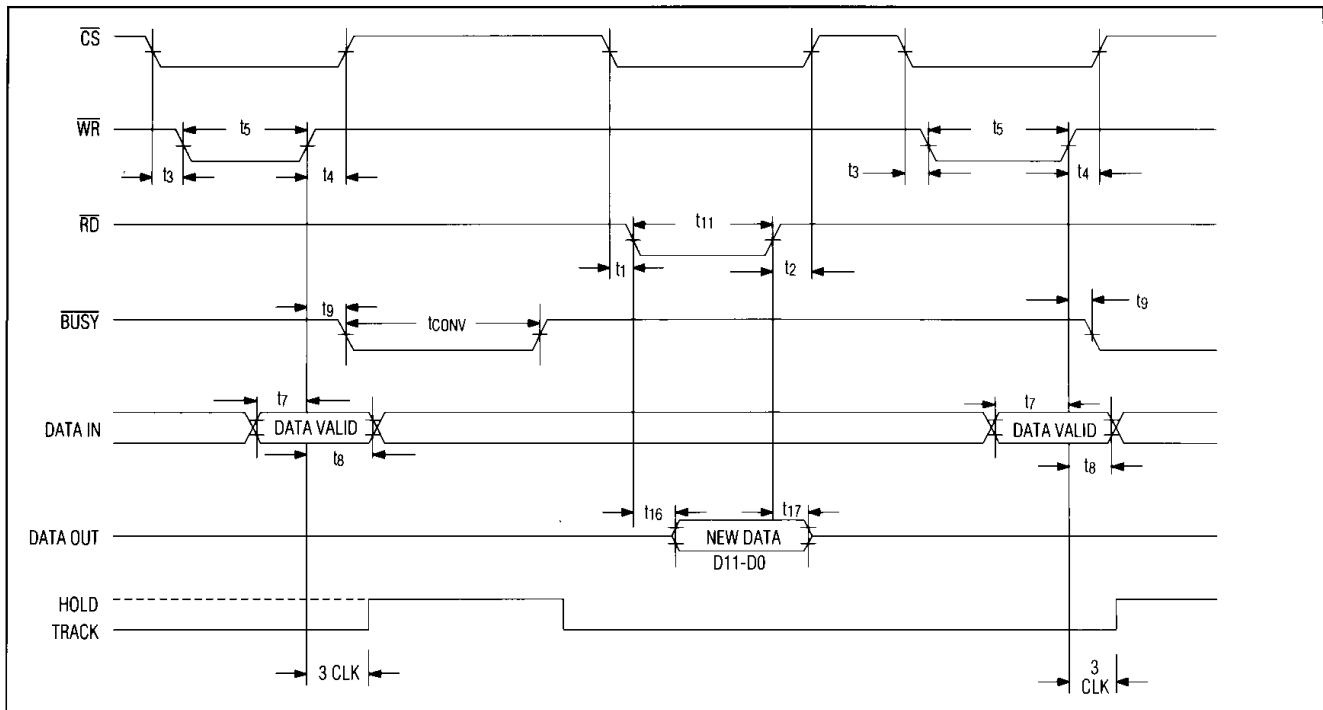 CS
WR
t5
t5
t3
t4
t3
t4
RD
t11
t1
t2
BUSY
t9
tCONV
t9
DATA IN
t7
DATA VALID
t8
t7
DATA VALID
t8
DATA OUT
t16
NEW DATA
D11-D0
t17
HOLD
TRACK
3 CLK
3
CLK